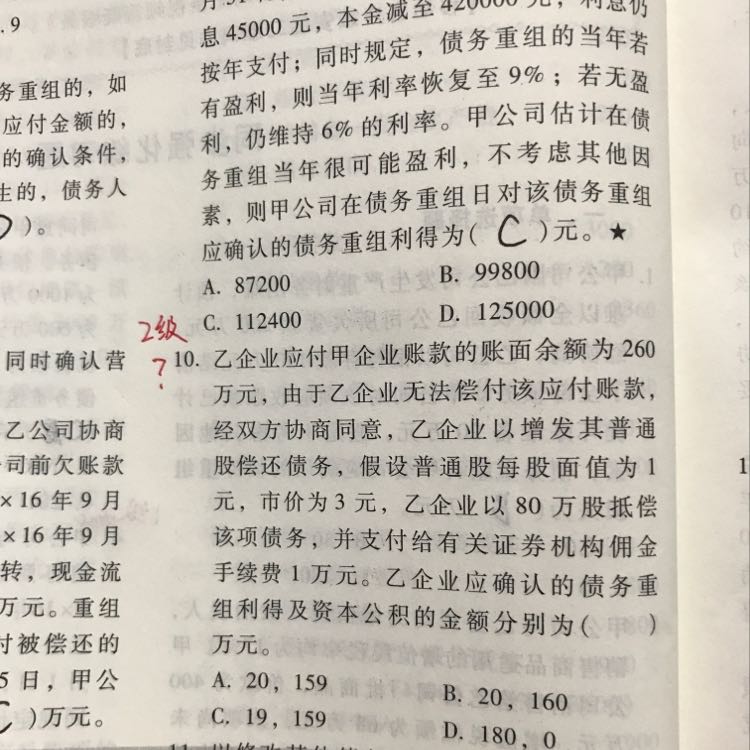 .9
务重组的，如
应付金额的，
的确认条件，
生的，债务人
)。
同时确认营
乙公司协商
司前欠账款
×16年9月
×16年9月
转，现金流
万元。重组
付被偿还的
5日，甲公
C )万元。
息45000元，本金减至420000元，利息仍
按年支付；同时规定，债务重组的当年若
有盈利，则当年利率恢复至9%；若无盈
利，仍维持6%的利率。甲公司估计在债
务重组当年很可能盈利，不考虑其他因
素，则甲公司在债务重组日对该债务重组
应确认的债务重组利得为( C )元。★
A. 87200 B. 99800
C. 112400 D. 125000
2级
?
10. 乙企业应付甲企业账款的账面余额为260
万元，由于乙企业无法偿付该应付账款，
经双方协商同意，乙企业以增发其普通
股偿还债务，假设普通股每股面值为1
元，市价为3元，乙企业以80万股抵偿
该项债务，并支付给有关证券机构佣金
手续费1万元。乙企业应确认的债务重
组利得及资本公积的金额分别为( )
万元。
A. 20，159 B. 20，160
C. 19，159 D. 180，0
1